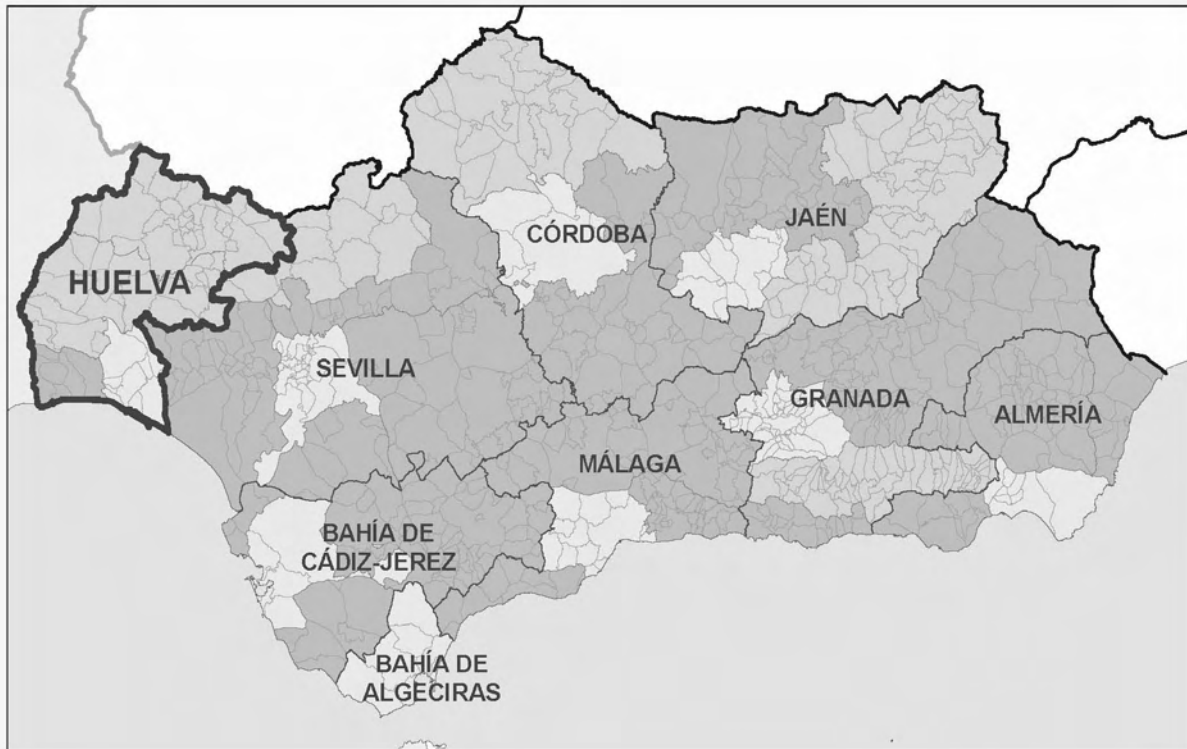 CÓRDOBA
JAÉN
HUELVA
SEVILLA
GRANADA
ALMERÍA
MÁLAGA
BAHÍA DE
CÁDIZ-JEREZ
BAHÍA DE
ALGECIRAS